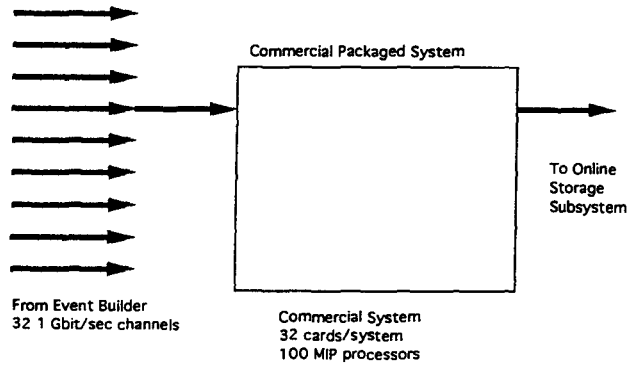 Commercial Packaged System
To Online
Storage
Subsystem
From Event Builder
32 1 Gbit/sec channels
Commercial System
32 cards/system
100 MIP processors